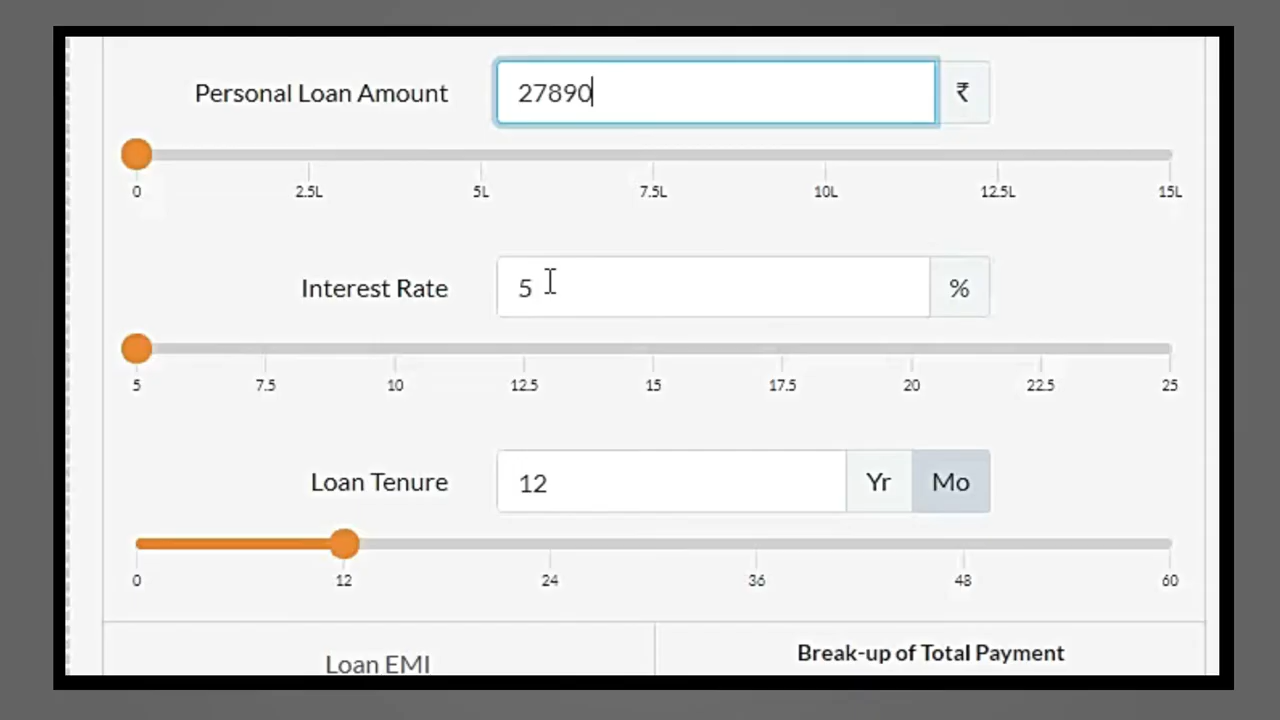 Personal Loan Amount 27890 ₹
0 2.5L 5L 7.5L 10L 12.5L 15L
Interest Rate 5 %
5 7.5 10 12.5 15 17.5 20 22.5 25
Loan Tenure 12 Yr Mo
0 12 24 36 48 60
Loan EMI Break-up of Total Payment